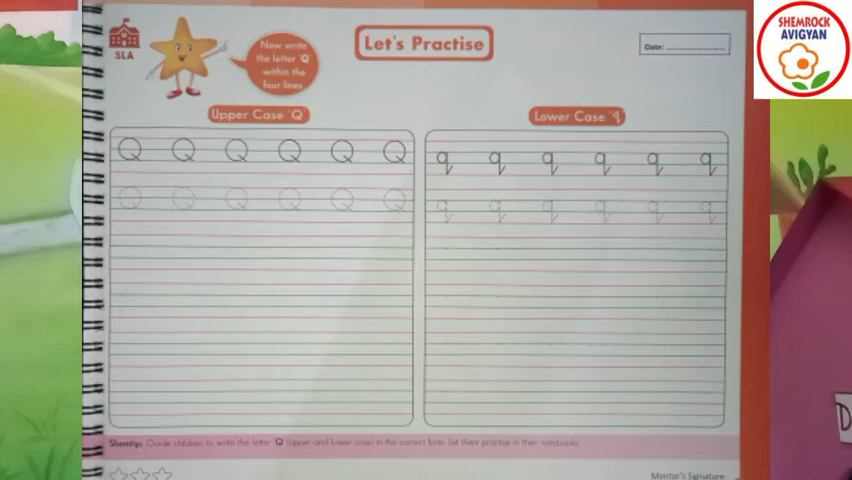 SLA
Now write
the letter Q
within the
four lines
Let's Practise
Date: ....................
SHEMROCK
AVIGYAN
Upper Case 'Q'
Lower Case 'q'
Q Q Q Q Q Q
q q q q q q
Q Q Q Q Q Q
q q q q q q
Shemtip: Guide children to write the letter Q (upper and lower case) in the correct form. Let them practise in their notebooks.
Mentor's Signature
D